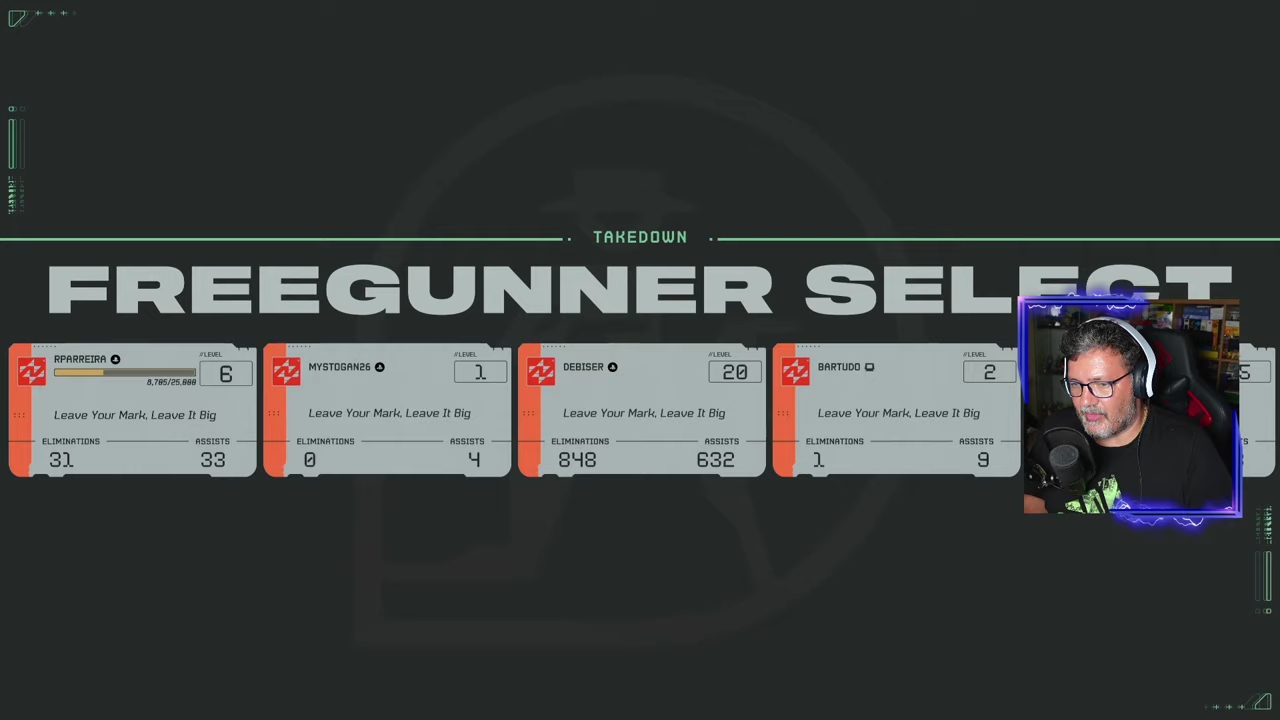 TAKEDOWN
FREEGUNNER SELECT
RPARREIRA
//LEVEL
6
8,705/25,000
Leave Your Mark, Leave It Big
ELIMINATIONS
ASSISTS
31
33
MYSTOGAN26
//LEVEL
1
Leave Your Mark, Leave It Big
ELIMINATIONS
ASSISTS
0
4
DEBISER
//LEVEL
20
Leave Your Mark, Leave It Big
ELIMINATIONS
ASSISTS
848
632
BARTUDO
//LEVEL
2
Leave Your Mark, Leave It Big
ELIMINATIONS
ASSISTS
1
9